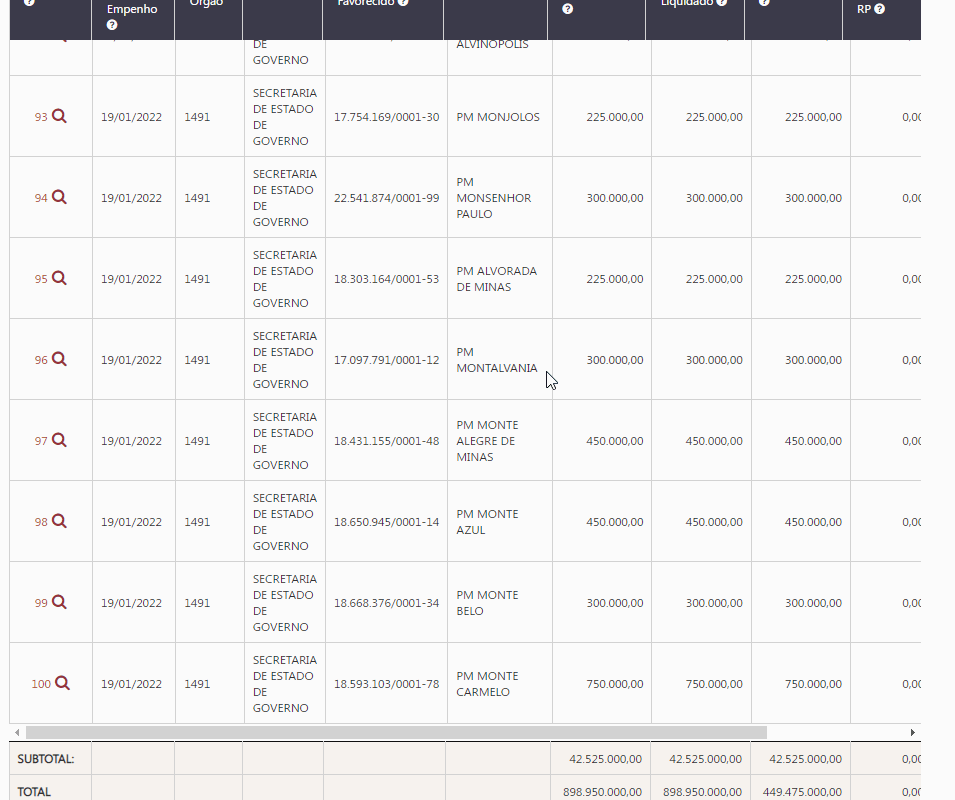 Empenho
Órgão
Favorecido
Liquidado
RP
DE
GOVERNO
ALVINOPOLIS
93 19/01/2022 1491 SECRETARIA DE ESTADO DE GOVERNO 17.754.169/0001-30 PM MONJOLOS 225.000,00 225.000,00 225.000,00 0,00
94 19/01/2022 1491 SECRETARIA DE ESTADO DE GOVERNO 22.541.874/0001-99 PM MONSENHOR PAULO 300.000,00 300.000,00 300.000,00 0,00
95 19/01/2022 1491 SECRETARIA DE ESTADO DE GOVERNO 18.303.164/0001-53 PM ALVORADA DE MINAS 225.000,00 225.000,00 225.000,00 0,00
96 19/01/2022 1491 SECRETARIA DE ESTADO DE GOVERNO 17.097.791/0001-12 PM MONTALVANIA 300.000,00 300.000,00 300.000,00 0,00
97 19/01/2022 1491 SECRETARIA DE ESTADO DE GOVERNO 18.431.155/0001-48 PM MONTE ALEGRE DE MINAS 450.000,00 450.000,00 450.000,00 0,00
98 19/01/2022 1491 SECRETARIA DE ESTADO DE GOVERNO 18.650.945/0001-14 PM MONTE AZUL 450.000,00 450.000,00 450.000,00 0,00
99 19/01/2022 1491 SECRETARIA DE ESTADO DE GOVERNO 18.668.376/0001-34 PM MONTE BELO 300.000,00 300.000,00 300.000,00 0,00
100 19/01/2022 1491 SECRETARIA DE ESTADO DE GOVERNO 18.593.103/0001-78 PM MONTE CARMELO 750.000,00 750.000,00 750.000,00 0,00
SUBTOTAL: 42.525.000,00 42.525.000,00 42.525.000,00 0,00
TOTAL 898.950.000,00 898.950.000,00 449.475.000,00 0,00